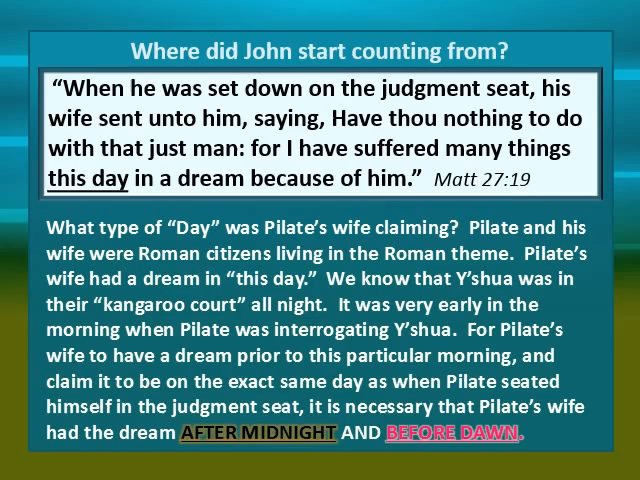 Where did John start counting from?
“When he was set down on the judgment seat, his
wife sent unto him, saying, Have thou nothing to do
with that just man: for I have suffered many things
this day in a dream because of him.” Matt 27:19
What type of “Day” was Pilate’s wife claiming? Pilate and his
wife were Roman citizens living in the Roman theme. Pilate’s
wife had a dream in “this day.” We know that Y’shua was in
their “kangaroo court” all night. It was very early in the
morning when Pilate was interrogating Y’shua. For Pilate’s
wife to have a dream prior to this particular morning, and
claim it to be on the exact same day as when Pilate seated
himself in the judgment seat, it is necessary that Pilate’s wife
had the dream AFTER MIDNIGHT AND BEFORE DAWN.